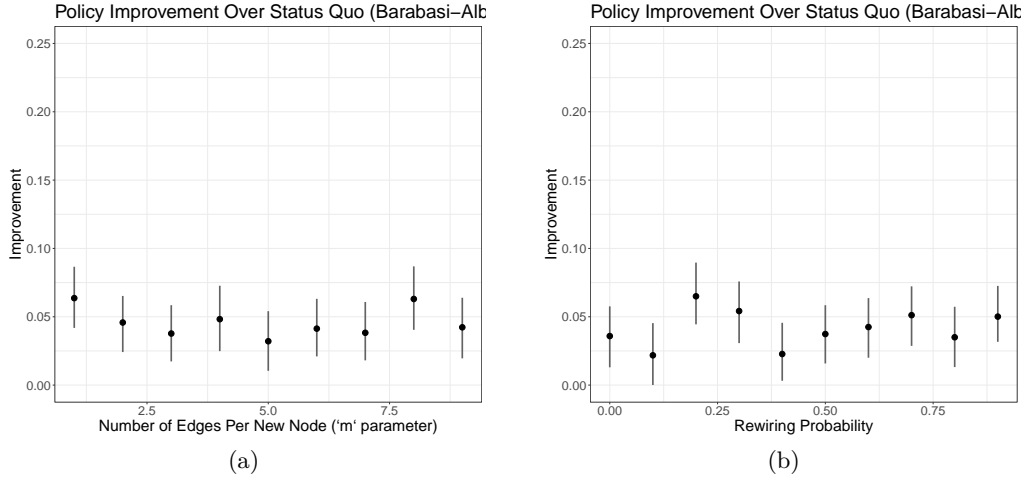 Policy Improvement Over Status Quo (Barabasi−Alb
0.25
0.20
0.15
0.10
0.05
0.00
Improvement
2.5 5.0 7.5
Number of Edges Per New Node (‘m‘ parameter)
(a)
Policy Improvement Over Status Quo (Barabasi−Alb
0.25
0.20
0.15
0.10
0.05
0.00
Improvement
0.00 0.25 0.50 0.75
Rewiring Probability
(b)